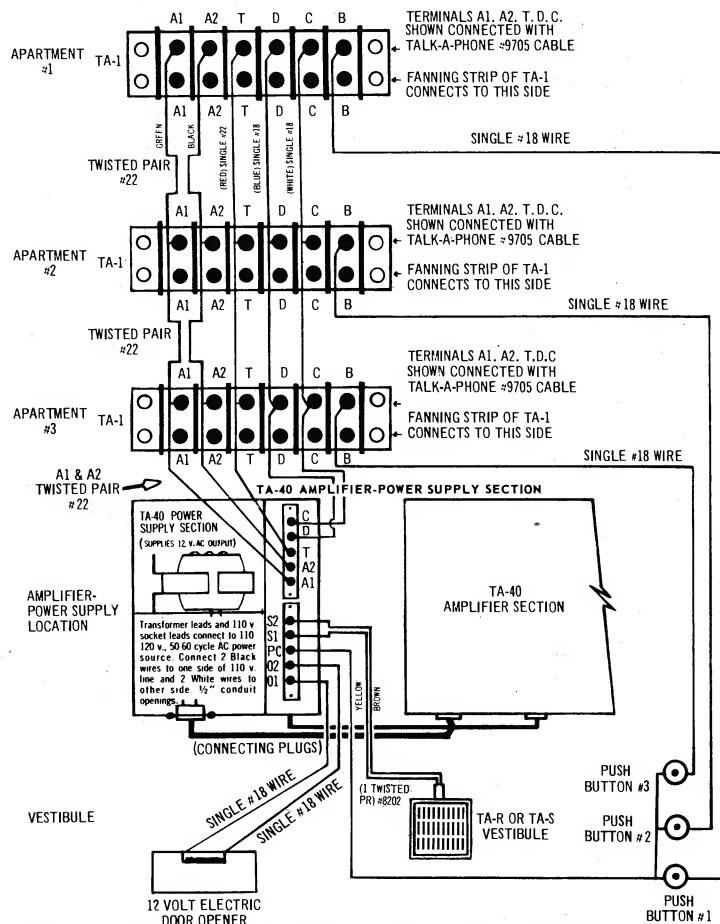 A1 A2 T D C B
APARTMENT
#1
TA-1
TERMINALS A1. A2. T. D. C.
SHOWN CONNECTED WITH
TALK-A-PHONE #9705 CABLE
FANNING STRIP OF TA-1
CONNECTS TO THIS SIDE
A1 A2 T D C B
GREEN
BLACK
(RED) SINGLE #22
(BLUE) SINGLE #18
(WHITE) SINGLE #18
SINGLE #18 WIRE
TWISTED PAIR
#22
A1 A2 T D C B
APARTMENT
#2
TA-1
TERMINALS A1. A2. T. D. C.
SHOWN CONNECTED WITH
TALK-A-PHONE #9705 CABLE
FANNING STRIP OF TA-1
CONNECTS TO THIS SIDE
A1 A2 T D C B
SINGLE #18 WIRE
TWISTED PAIR
#22
A1 A2 T D C B
APARTMENT
#3
TA-1
TERMINALS A1. A2. T.D.C
SHOWN CONNECTED WITH
TALK-A-PHONE #9705 CABLE
FANNING STRIP OF TA-1
CONNECTS TO THIS SIDE
A1 A2 T D C B
SINGLE #18 WIRE
A1 & A2
TWISTED PAIR
#22
TA-40 AMPLIFIER-POWER SUPPLY SECTION
TA-40 POWER
SUPPLY SECTION
(SUPPLIES 12 V. AC OUTPUT)
C
D
T
A2
A1
AMPLIFIER-
POWER SUPPLY
LOCATION
Transformer leads and 110 v
socket leads connect to 110
120 v., 50 60 cycle AC power
source. Connect 2 Black
wires to one side of 110 v.
line and 2 White wires to
other side. ½" conduit
openings.
S2
S1
PC
02
01
TA-40
AMPLIFIER SECTION
YELLOW
BROWN
(CONNECTING PLUGS)
(1 TWISTED
PR) #8202
SINGLE #18 WIRE
SINGLE #18 WIRE
VESTIBULE
TA-R OR TA-S
VESTIBULE
PUSH
BUTTON #3
PUSH
BUTTON #2
PUSH
BUTTON #1
12 VOLT ELECTRIC
DOOR OPENER